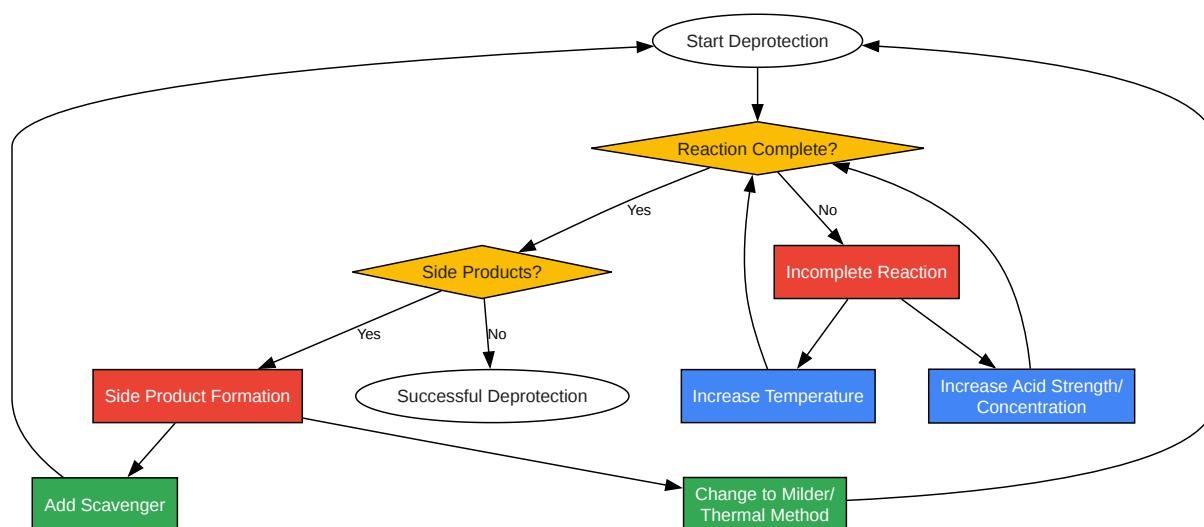 Start Deprotection
Reaction Complete?
Yes
No
Side Products?
Incomplete Reaction
Yes
No
Side Product Formation
Successful Deprotection
Increase Temperature
Increase Acid Strength/
Concentration
Add Scavenger
Change to Milder/
Thermal Method